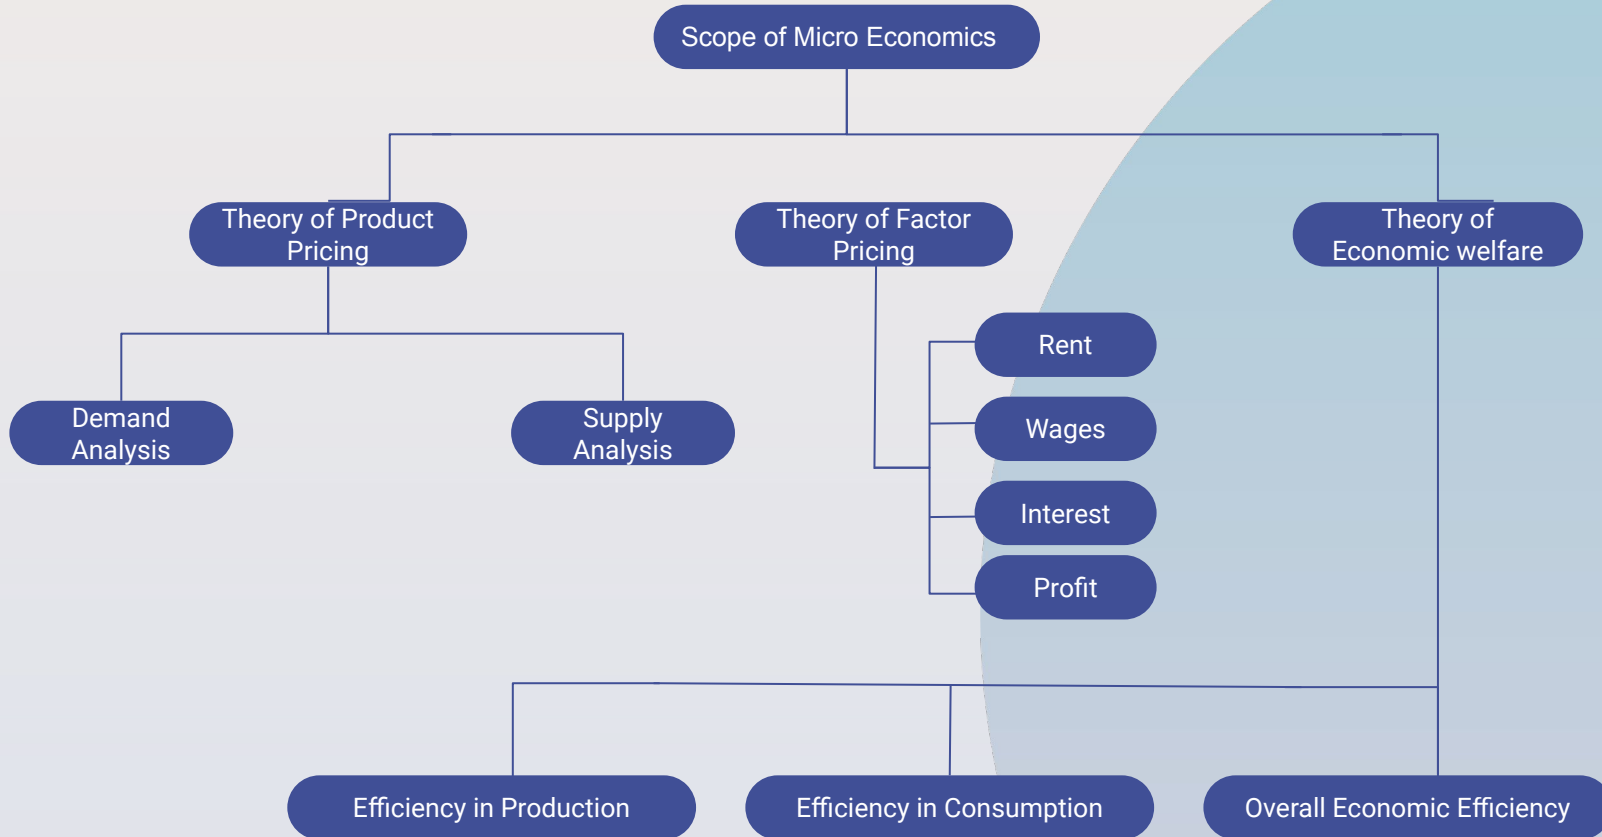 Scope of Micro Economics
Theory of Product
Pricing
Theory of Factor
Pricing
Theory of
Economic welfare
Demand
Analysis
Supply
Analysis
Rent
Wages
Interest
Profit
Efficiency in Production
Efficiency in Consumption
Overall Economic Efficiency